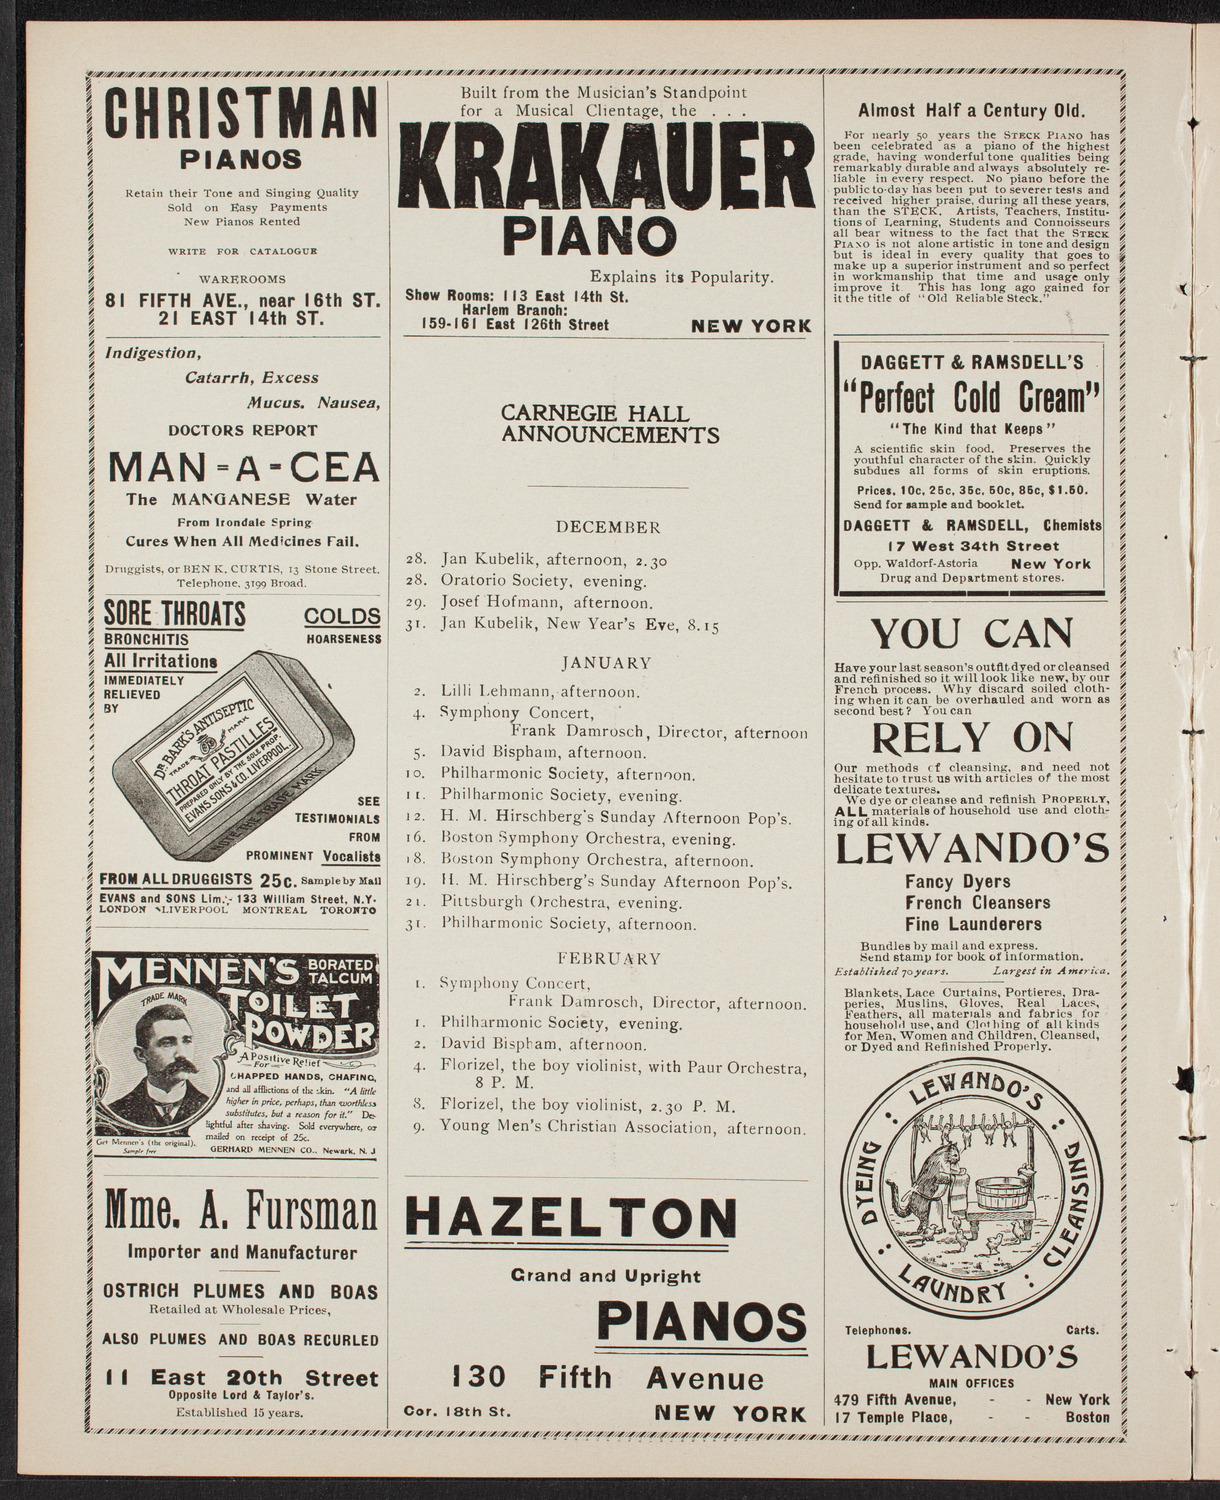 CHRISTMAN
PIANOS
Retain their Tone and Singing Quality
Sold on Easy Payments
New Pianos Rented
WRITE FOR CATALOGUE
WAREROOMS
81 FIFTH AVE., near 16th ST.
21 EAST 14th ST.
Indigestion,
Catarrh, Excess
Mucus. Nausea,
DOCTORS REPORT
MAN=A=CEA
The MANGANESE Water
From Irondale Spring
Cures When All Medicines Fail.
Druggists, or BEN K. CURTIS, 13 Stone Street.
Telephone, 3199 Broad.
SORE THROATS COLDS
BRONCHITIS HOARSENESS
All Irritations
IMMEDIATELY
RELIEVED
BY
DR BARK'S ANTISEPTIC
TRADE MARK
THROAT PASTILLES
PREPARED ONLY BY THE SOLE PROP.
EVANS SONS & CO. LIVERPOOL.
NOTE THE TRADE MARK
SEE
TESTIMONIALS
FROM
PROMINENT Vocalists
FROM ALL DRUGGISTS 25c. Sample by Mail
EVANS and SONS Lim., 133 William Street, N.Y.
LONDON LIVERPOOL MONTREAL TORONTO
MENNEN'S BORATED
TALCUM
TOILET
POWDER
TRADE MARK
A Positive Relief
For
CHAPPED HANDS, CHAFING,
and all afflictions of the skin. "A little
higher in price, perhaps, than worthless
substitutes, but a reason for it." De-
lightful after shaving. Sold everywhere, or
mailed on receipt of 25c.
Get Mennen's (the original).
Sample free
GERHARD MENNEN CO., Newark, N. J
Mme. A. Fursman
Importer and Manufacturer
OSTRICH PLUMES AND BOAS
Retailed at Wholesale Prices,
ALSO PLUMES AND BOAS RECURLED
11 East 20th Street
Opposite Lord & Taylor's.
Established 15 years.
Built from the Musician's Standpoint
for a Musical Clientage, the . . .
KRAKAUER
PIANO
Explains its Popularity.
Show Rooms: 113 East 14th St.
Harlem Branch:
159-161 East 126th Street NEW YORK
CARNEGIE HALL
ANNOUNCEMENTS
DECEMBER
28. Jan Kubelik, afternoon, 2.30
28. Oratorio Society, evening.
29. Josef Hofmann, afternoon.
31. Jan Kubelik, New Year's Eve, 8.15
JANUARY
2. Lilli Lehmann, afternoon.
4. Symphony Concert,
Frank Damrosch, Director, afternoon
5. David Bispham, afternoon.
10. Philharmonic Society, afternoon.
11. Philharmonic Society, evening.
12. H. M. Hirschberg's Sunday Afternoon Pop's.
16. Boston Symphony Orchestra, evening.
18. Boston Symphony Orchestra, afternoon.
19. H. M. Hirschberg's Sunday Afternoon Pop's.
21. Pittsburgh Orchestra, evening.
31. Philharmonic Society, afternoon.
FEBRUARY
1. Symphony Concert,
Frank Damrosch, Director, afternoon.
1. Philharmonic Society, evening.
2. David Bispham, afternoon.
4. Florizel, the boy violinist, with Paur Orchestra,
8 P. M.
8. Florizel, the boy violinist, 2.30 P. M.
9. Young Men's Christian Association, afternoon.
HAZELTON
Grand and Upright
PIANOS
130 Fifth Avenue
Cor. 18th St. NEW YORK
Almost Half a Century Old.
For nearly 50 years the STECK PIANO has
been celebrated as a piano of the highest
grade, having wonderful tone qualities being
remarkably durable and always absolutely re-
liable in every respect. No piano before the
public to-day has been put to severer tests and
received higher praise, during all these years,
than the STECK. Artists, Teachers, Institu-
tions of Learning, Students and Connoisseurs
all bear witness to the fact that the STECK
PIANO is not alone artistic in tone and design
but is ideal in every quality that goes to
make up a superior instrument and so perfect
in workmanship that time and usage only
improve it. This has long ago gained for
it the title of "Old Reliable Steck."
DAGGETT & RAMSDELL'S
"Perfect Cold Cream"
"The Kind that Keeps"
A scientific skin food. Preserves the
youthful character of the skin. Quickly
subdues all forms of skin eruptions.
Prices, 10c, 25c, 35c, 50c, 85c, $1.50.
Send for sample and booklet.
DAGGETT & RAMSDELL, Chemists
17 West 34th Street
Opp. Waldorf-Astoria New York
Drug and Department stores.
YOU CAN
Have your last season's outfit dyed or cleansed
and refinished so it will look like new, by our
French process. Why discard soiled cloth-
ing when it can be overhauled and worn as
second best? You can
RELY ON
Our methods of cleansing, and need not
hesitate to trust us with articles of the most
delicate textures.
We dye or cleanse and refinish PROPERLY,
ALL materials of household use and cloth-
ing of all kinds.
LEWANDO'S
Fancy Dyers
French Cleansers
Fine Launderers
Bundles by mail and express.
Send stamp for book of information.
Established 70 years. Largest in America.
Blankets, Lace Curtains, Portieres, Dra-
peries, Muslins, Gloves, Real Laces,
Feathers, all materials and fabrics for
household use, and Clothing of all kinds
for Men, Women and Children, Cleansed,
or Dyed and Refinished Properly.
LEWANDO'S
DYEING
CLEANSING
LAUNDRY
Telephones. Carts.
LEWANDO'S
MAIN OFFICES
479 Fifth Avenue, - - New York
17 Temple Place, - - Boston